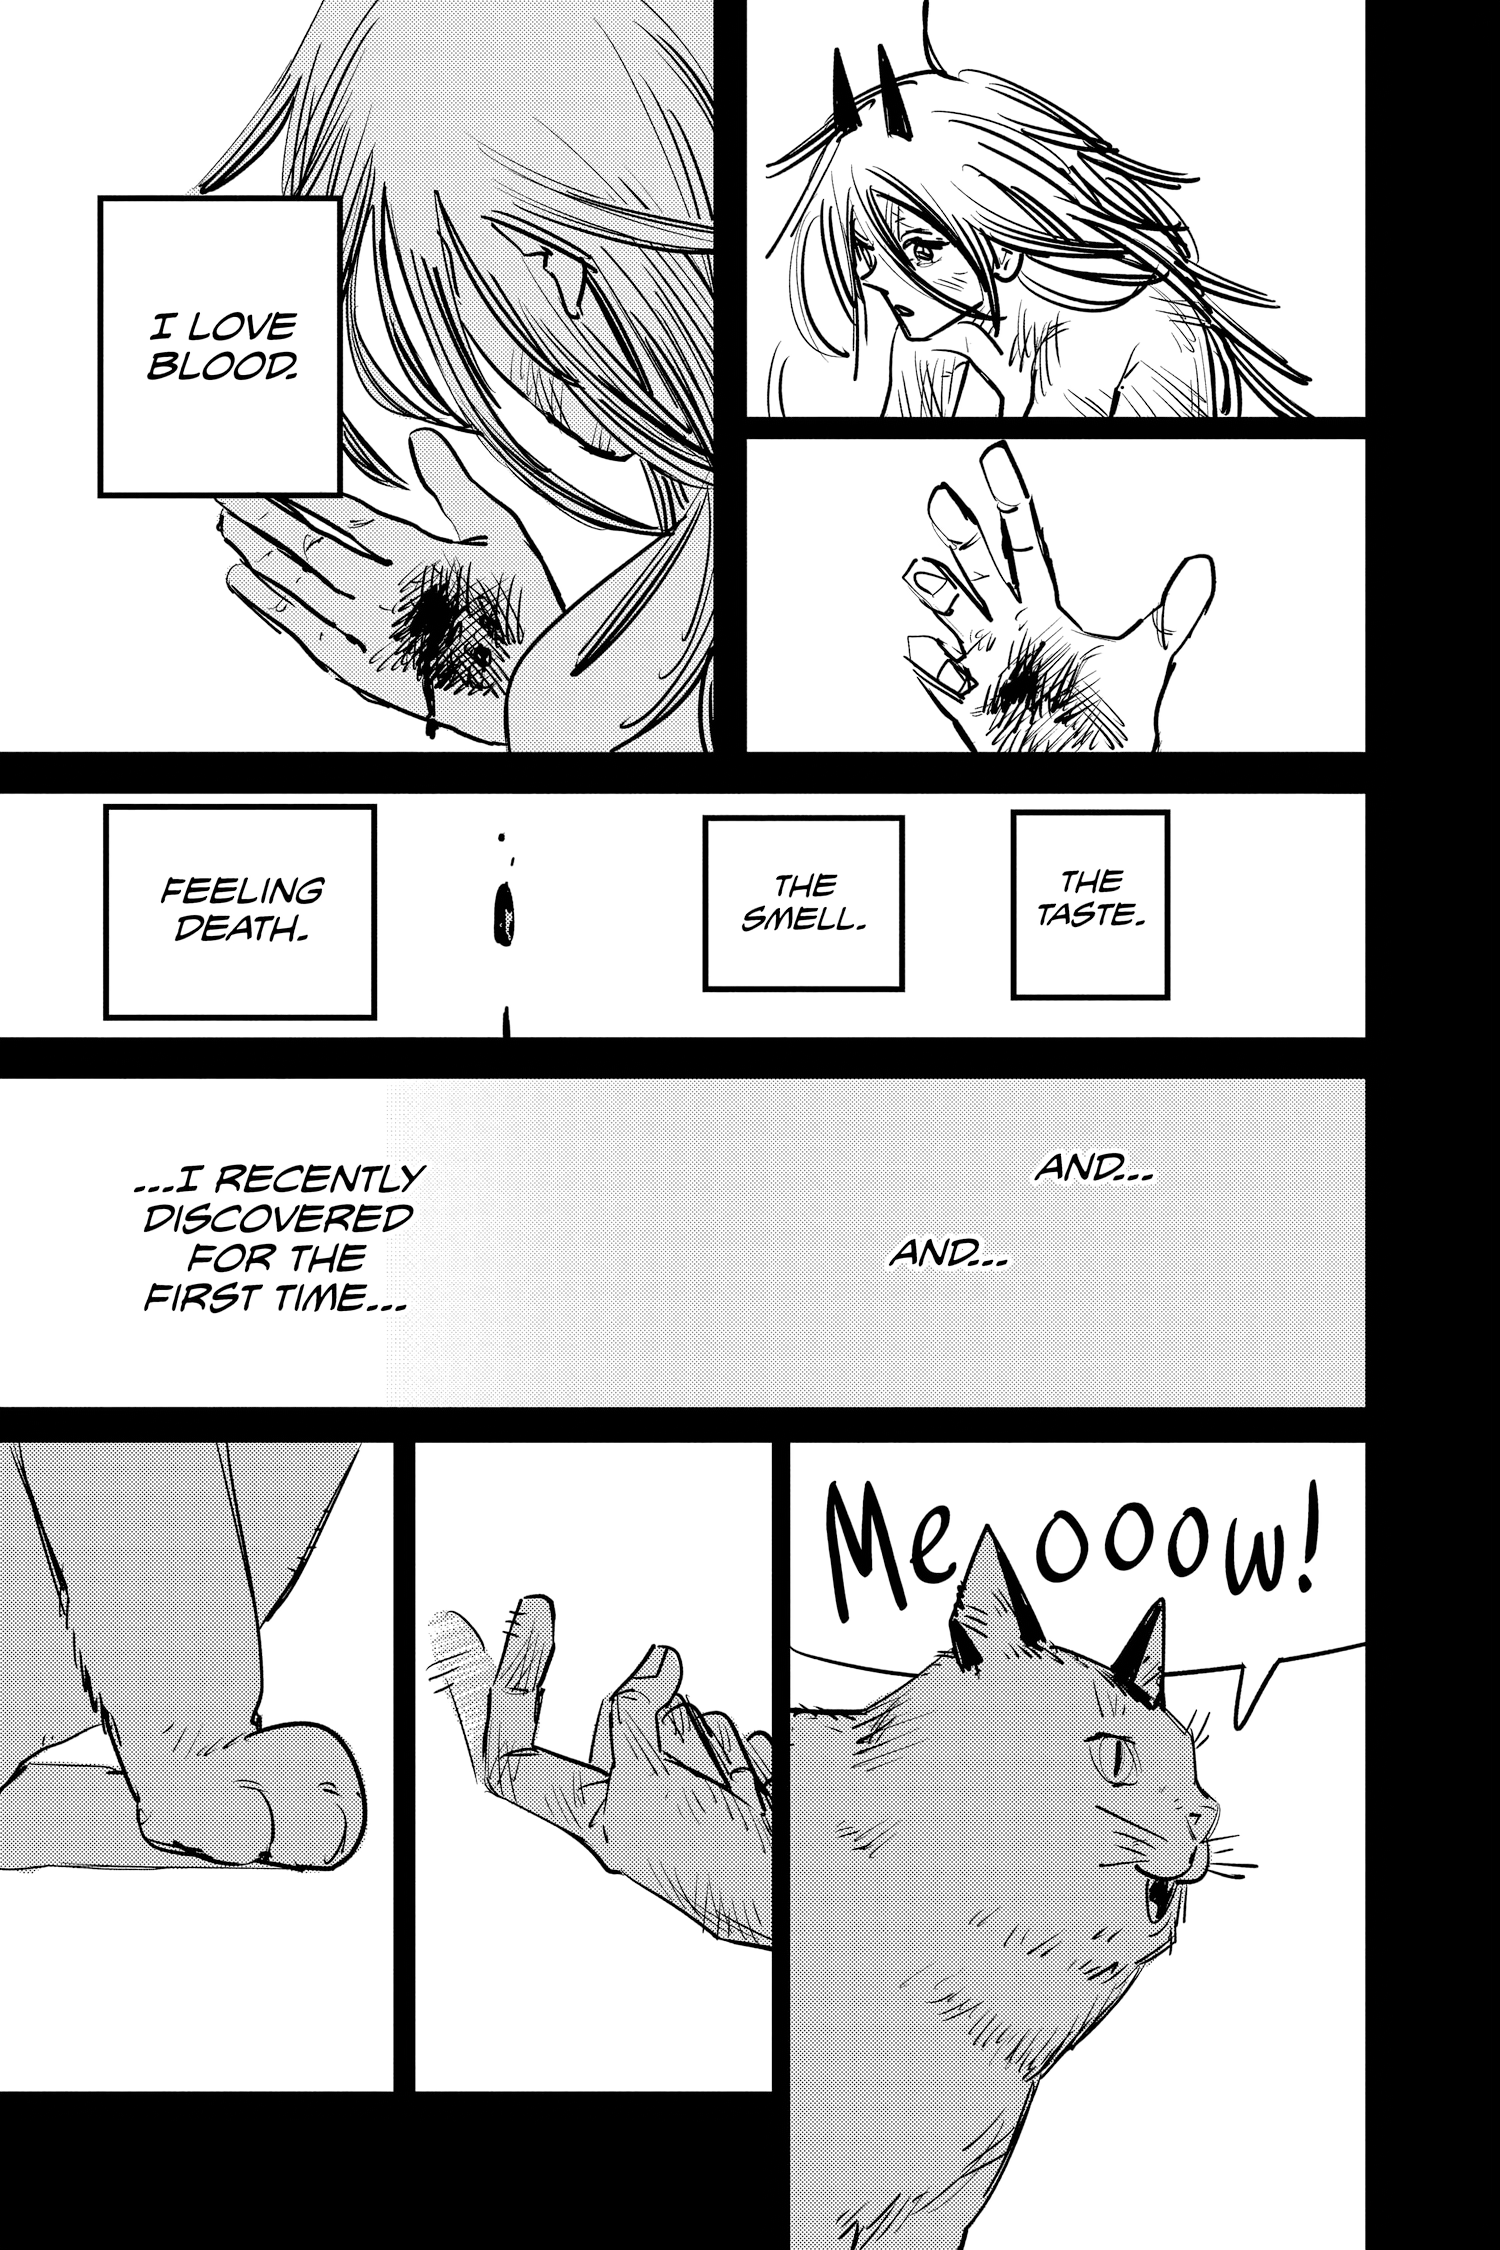 I LOVE
BLOOD.
THE
TASTE.
THE
SMELL.
FEELING
DEATH.
AND...
AND...
...I RECENTLY
DISCOVERED
FOR THE
FIRST TIME...
Meooow!